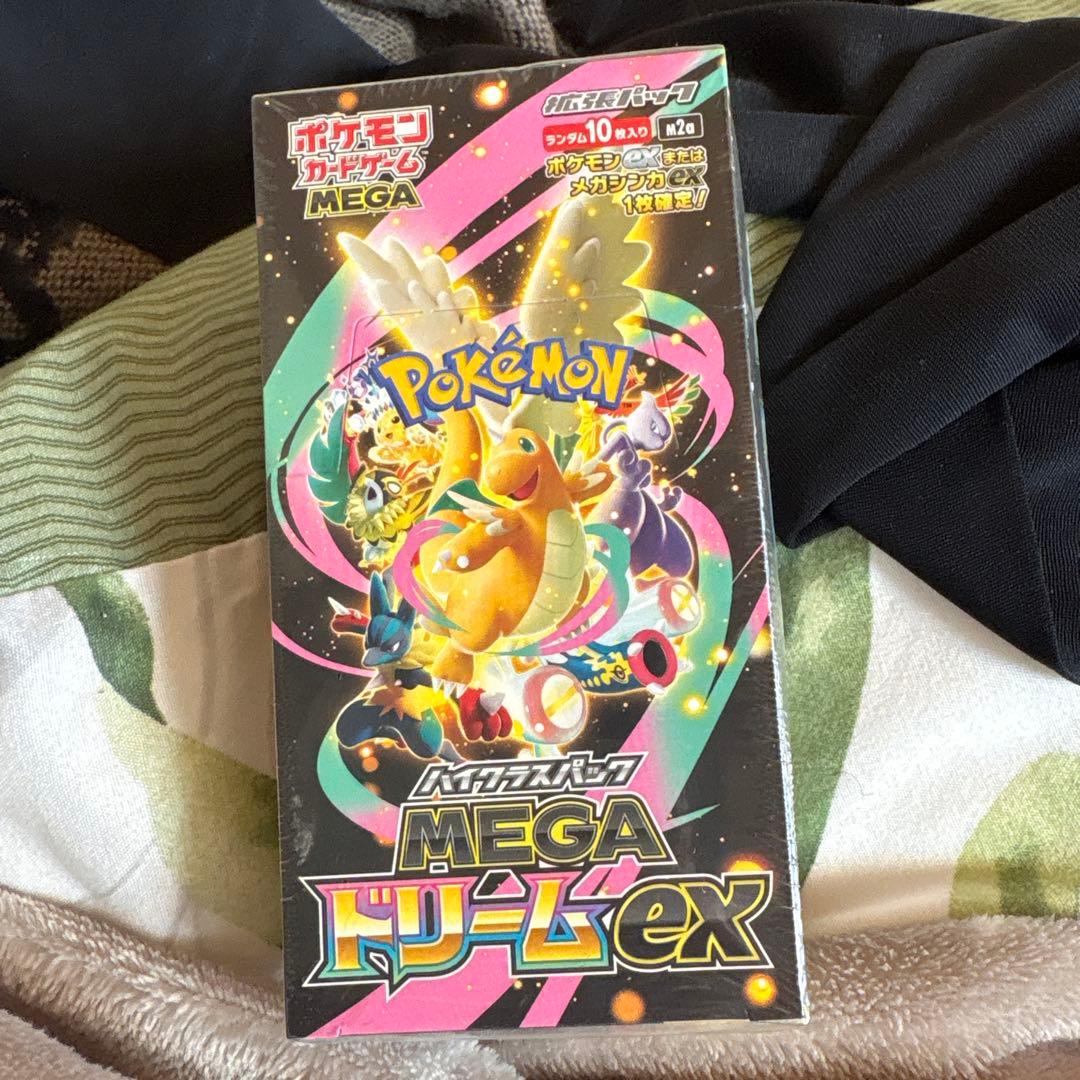 ポケモン
カードゲーム
MEGA
拡張パック
ランダム10枚入り M2a
ポケモンexまたは
メガシンカex
1枚確定!
POKéMON
TM
ハイクラスパック
MEGA
ドリームex